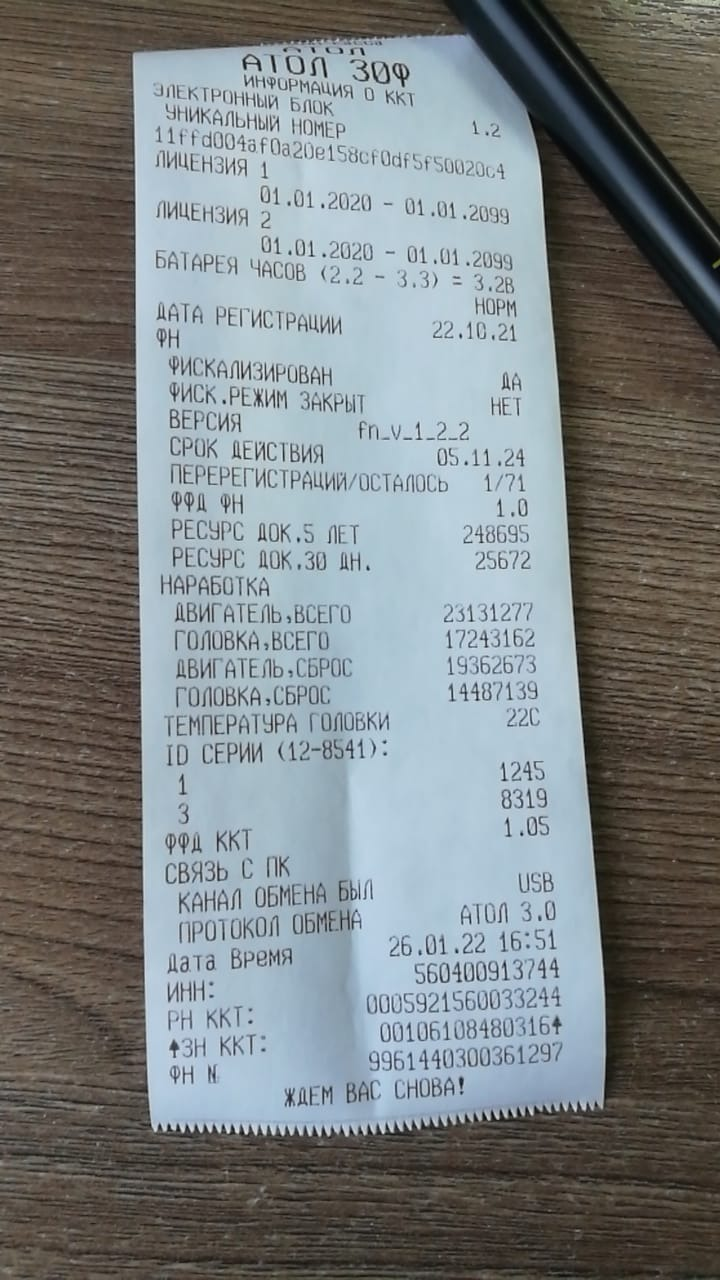 АТОЛ
АТОЛ 30Ф
ИНФОРМАЦИЯ О ККТ
ЭЛЕКТРОННЫЙ БЛОК 1.2
УНИКАЛЬНЫЙ НОМЕР
11ffd004af0a20e158cf0df5f50020c4
ЛИЦЕНЗИЯ 1
01.01.2020 - 01.01.2099
ЛИЦЕНЗИЯ 2
01.01.2020 - 01.01.2099
БАТАРЕЯ ЧАСОВ (2.2 - 3.3) = 3.2В
НОРМ
ДАТА РЕГИСТРАЦИИ 22.10.21
ФН
ФИСКАЛИЗИРОВАН ДА
ФИСК.РЕЖИМ ЗАКРЫТ НЕТ
ВЕРСИЯ fn_v_1_2_2
СРОК ДЕЙСТВИЯ 05.11.24
ПЕРЕРЕГИСТРАЦИЙ/ОСТАЛОСЬ 1/71
ФФД ФН 1.0
РЕСУРС ДОК.5 ЛЕТ 248695
РЕСУРС ДОК.30 ДН. 25672
НАРАБОТКА
ДВИГАТЕЛЬ,ВСЕГО 23131277
ГОЛОВКА,ВСЕГО 17243162
ДВИГАТЕЛЬ,СБРОС 19362673
ГОЛОВКА,СБРОС 14487139
ТЕМПЕРАТУРА ГОЛОВКИ 22C
ID СЕРИИ (12-8541):
1 1245
3 8319
ФФД ККТ 1.05
СВЯЗЬ С ПК
КАНАЛ ОБМЕНА БЫЛ USB
ПРОТОКОЛ ОБМЕНА АТОЛ 3.0
Дата Время 26.01.22 16:51
ИНН: 560400913744
РН ККТ: 0005921560033244
↑ЗН ККТ: 00106108480316↑
ФН № 9961440300361297
ЖДЕМ ВАС СНОВА!